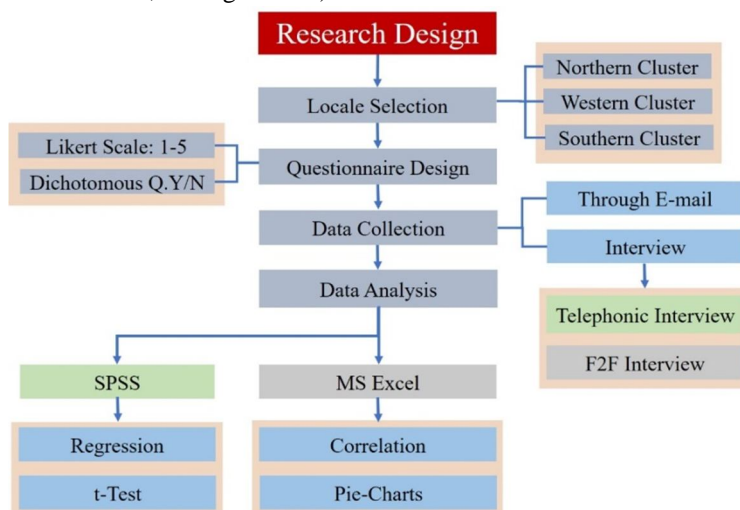 Research Design
Locale Selection
Northern Cluster
Western Cluster
Southern Cluster
Likert Scale: 1-5
Dichotomous Q.Y/N
Questionnaire Design
Data Collection
Through E-mail
Interview
Telephonic Interview
F2F Interview
Data Analysis
SPSS
MS Excel
Regression
t-Test
Correlation
Pie-Charts